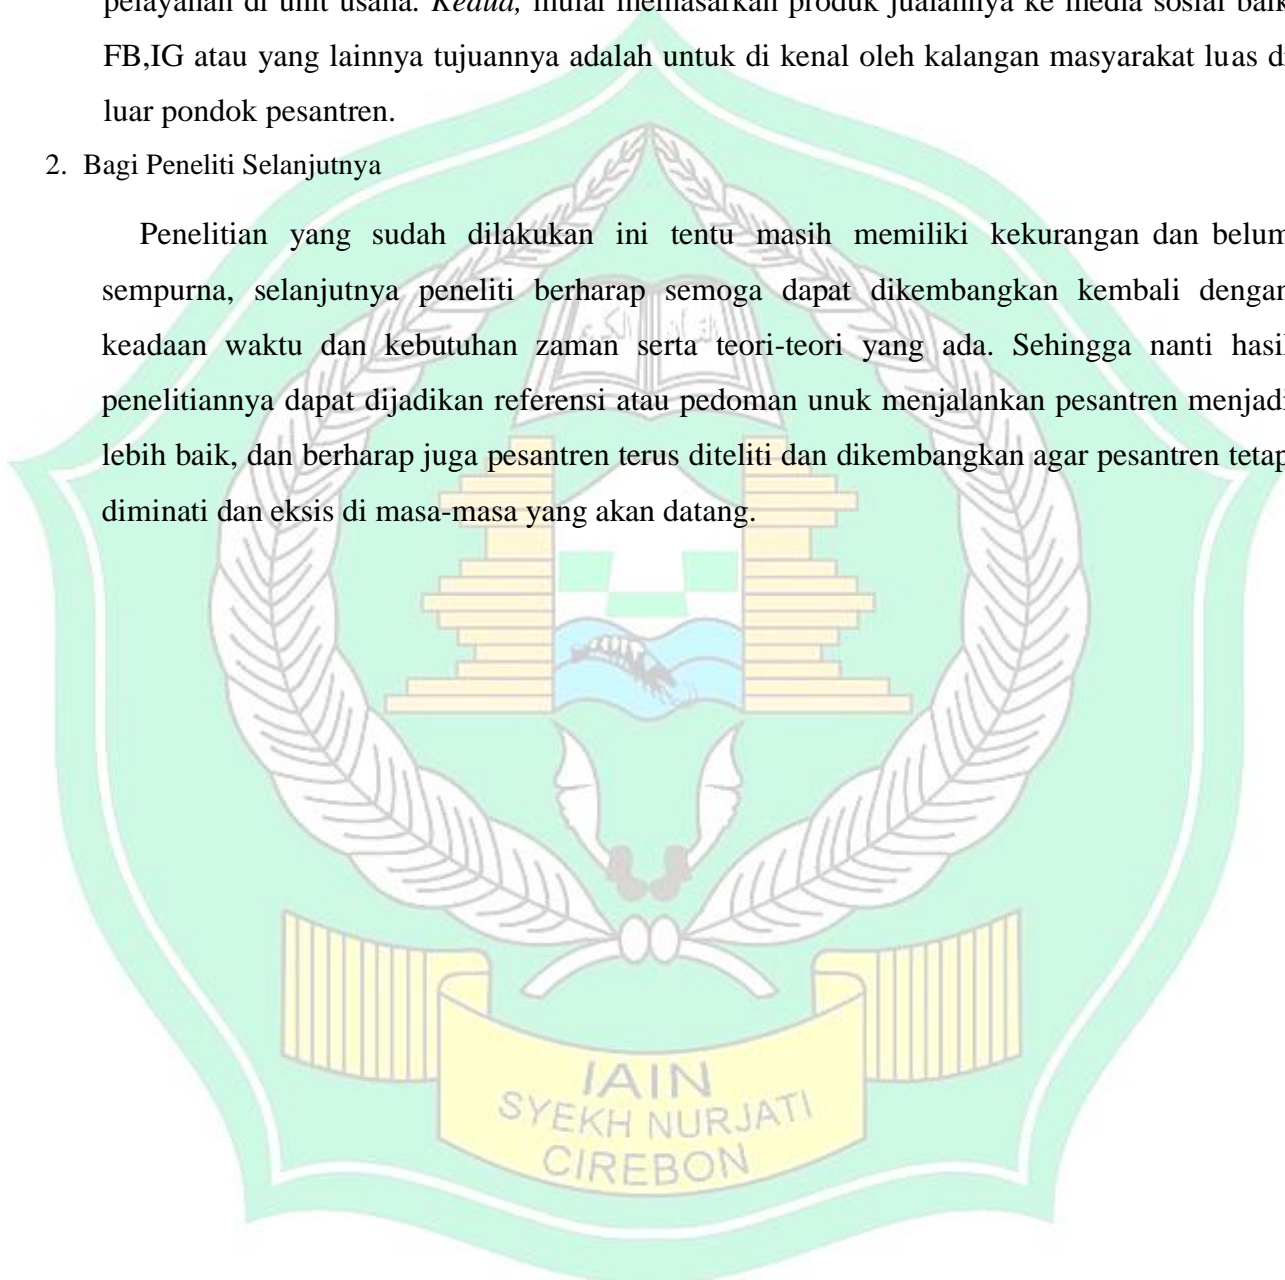 pelayanan di unit usaha. Kedua, mulai memasarkan produk jualannya ke media sosial baik
FB,IG atau yang lainnya tujuannya adalah untuk di kenal oleh kalangan masyarakat luas di
luar pondok pesantren.
2. Bagi Peneliti Selanjutnya
Penelitian yang sudah dilakukan ini tentu masih memiliki kekurangan dan belum
sempurna, selanjutnya peneliti berharap semoga dapat dikembangkan kembali dengan
keadaan waktu dan kebutuhan zaman serta teori-teori yang ada. Sehingga nanti hasil
penelitiannya dapat dijadikan referensi atau pedoman unuk menjalankan pesantren menjadi
lebih baik, dan berharap juga pesantren terus diteliti dan dikembangkan agar pesantren tetap
diminati dan eksis di masa-masa yang akan datang.
IAIN
SYEKH NURJATI
CIREBON